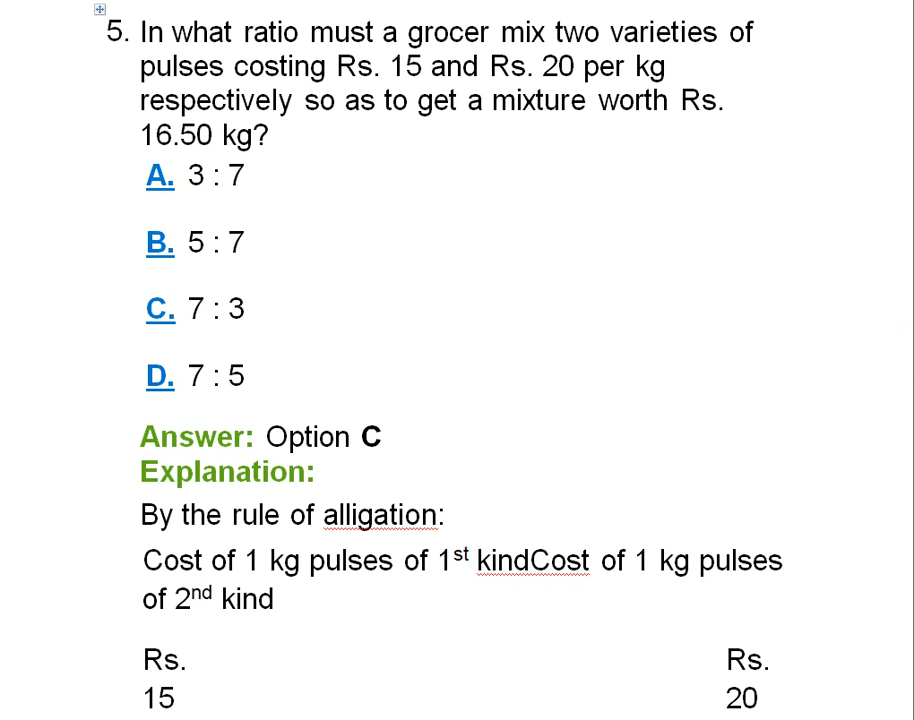 5. In what ratio must a grocer mix two varieties of
pulses costing Rs. 15 and Rs. 20 per kg
respectively so as to get a mixture worth Rs.
16.50 kg?
A. 3 : 7
B. 5 : 7
C. 7 : 3
D. 7 : 5
Answer: Option C
Explanation:
By the rule of alligation:
Cost of 1 kg pulses of 1st kindCost of 1 kg pulses
of 2nd kind
Rs. Rs.
15 20